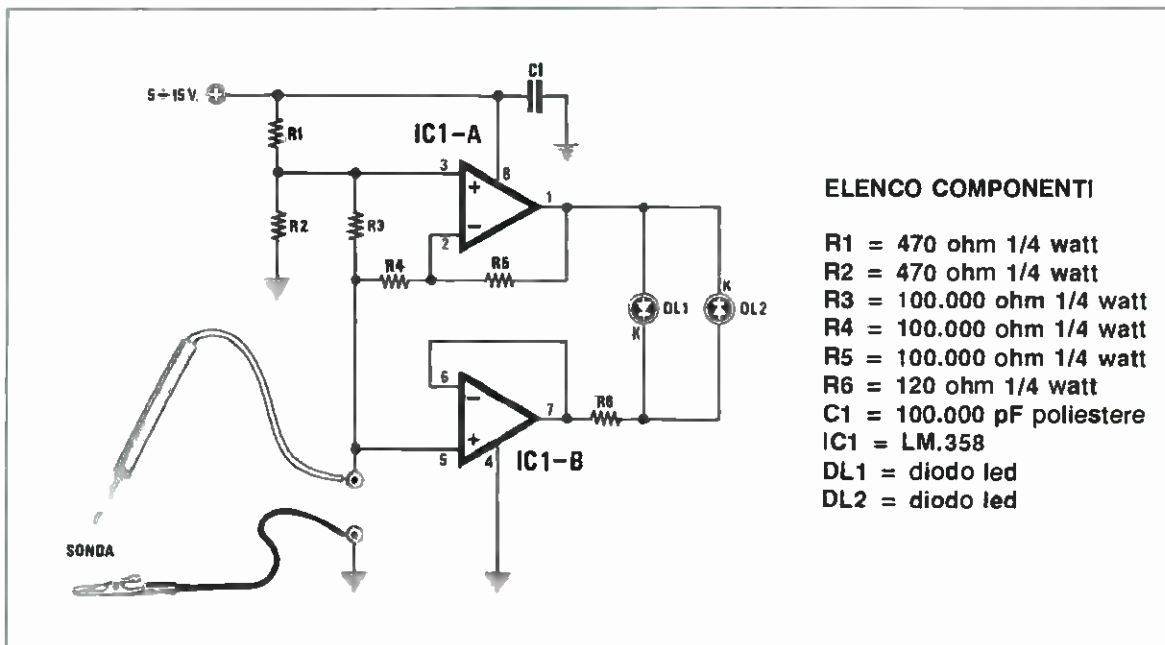 5÷15 V.
C1
R1
IC1-A
3
8
+
1
R2
R3
−
2
R4
R5
K
DL1
DL2
K
6
−
7
R6
+
5
4
IC1-B
SONDA
ELENCO COMPONENTI
R1 = 470 ohm 1/4 watt
R2 = 470 ohm 1/4 watt
R3 = 100.000 ohm 1/4 watt
R4 = 100.000 ohm 1/4 watt
R5 = 100.000 ohm 1/4 watt
R6 = 120 ohm 1/4 watt
C1 = 100.000 pF poliestere
IC1 = LM.358
DL1 = diodo led
DL2 = diodo led